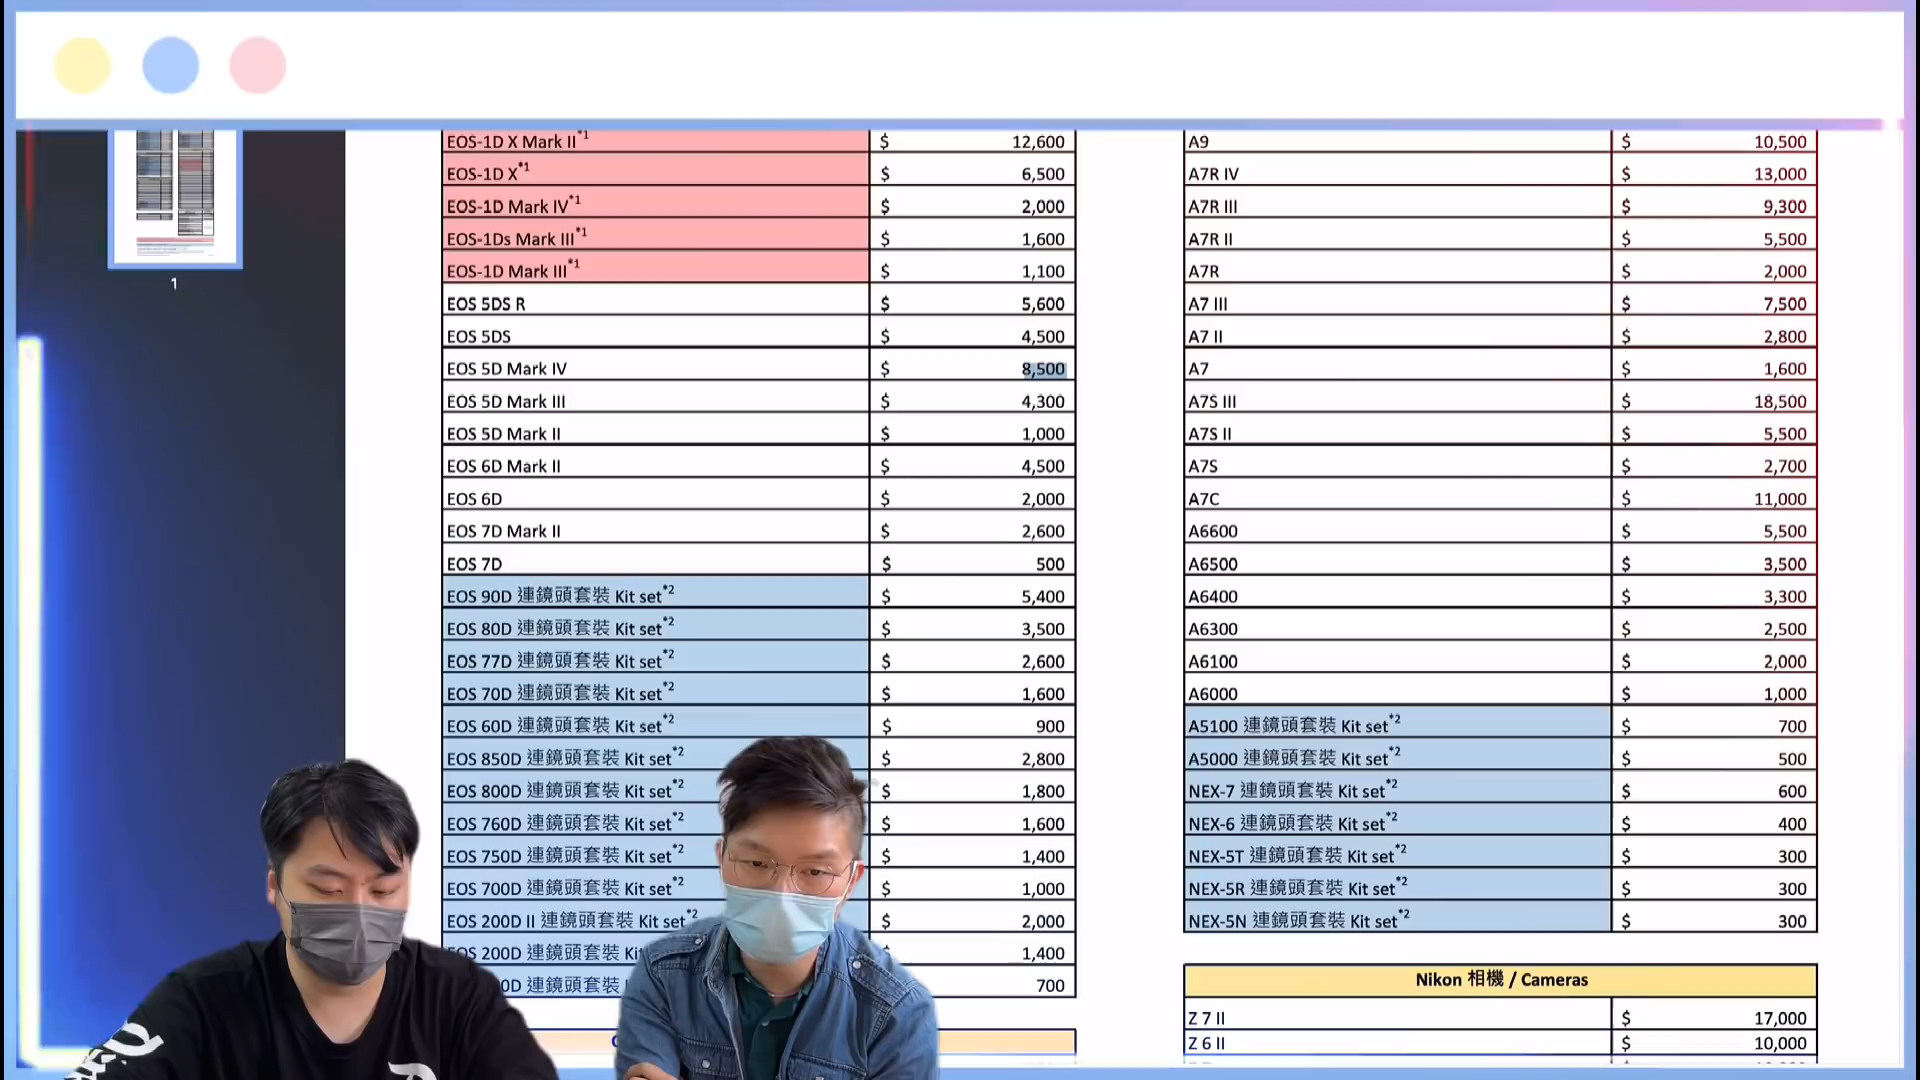 1
EOS-1D X Mark II*1 $ 12,600
EOS-1D X*1 $ 6,500
EOS-1D Mark IV*1 $ 2,000
EOS-1Ds Mark III*1 $ 1,600
EOS-1D Mark III*1 $ 1,100
EOS 5DS R $ 5,600
EOS 5DS $ 4,500
EOS 5D Mark IV $ 8,500
EOS 5D Mark III $ 4,300
EOS 5D Mark II $ 1,000
EOS 6D Mark II $ 4,500
EOS 6D $ 2,000
EOS 7D Mark II $ 2,600
EOS 7D $ 500
EOS 90D 連鏡頭套裝 Kit set*2 $ 5,400
EOS 80D 連鏡頭套裝 Kit set*2 $ 3,500
EOS 77D 連鏡頭套裝 Kit set*2 $ 2,600
EOS 70D 連鏡頭套裝 Kit set*2 $ 1,600
EOS 60D 連鏡頭套裝 Kit set*2 $ 900
EOS 850D 連鏡頭套裝 Kit set*2 $ 2,800
EOS 800D 連鏡頭套裝 Kit set*2 $ 1,800
EOS 760D 連鏡頭套裝 Kit set*2 $ 1,600
EOS 750D 連鏡頭套裝 Kit set*2 $ 1,400
EOS 700D 連鏡頭套裝 Kit set*2 $ 1,000
EOS 200D II 連鏡頭套裝 Kit set*2 $ 2,000
EOS 200D 連鏡頭套裝 $ 1,400
連鏡頭套裝 $ 700
A9 $ 10,500
A7R IV $ 13,000
A7R III $ 9,300
A7R II $ 5,500
A7R $ 2,000
A7 III $ 7,500
A7 II $ 2,800
A7 $ 1,600
A7S III $ 18,500
A7S II $ 5,500
A7S $ 2,700
A7C $ 11,000
A6600 $ 5,500
A6500 $ 3,500
A6400 $ 3,300
A6300 $ 2,500
A6100 $ 2,000
A6000 $ 1,000
A5100 連鏡頭套裝 Kit set*2 $ 700
A5000 連鏡頭套裝 Kit set*2 $ 500
NEX-7 連鏡頭套裝 Kit set*2 $ 600
NEX-6 連鏡頭套裝 Kit set*2 $ 400
NEX-5T 連鏡頭套裝 Kit set*2 $ 300
NEX-5R 連鏡頭套裝 Kit set*2 $ 300
NEX-5N 連鏡頭套裝 Kit set*2 $ 300
Nikon 相機 / Cameras
Z 7 II $ 17,000
Z 6 II $ 10,000